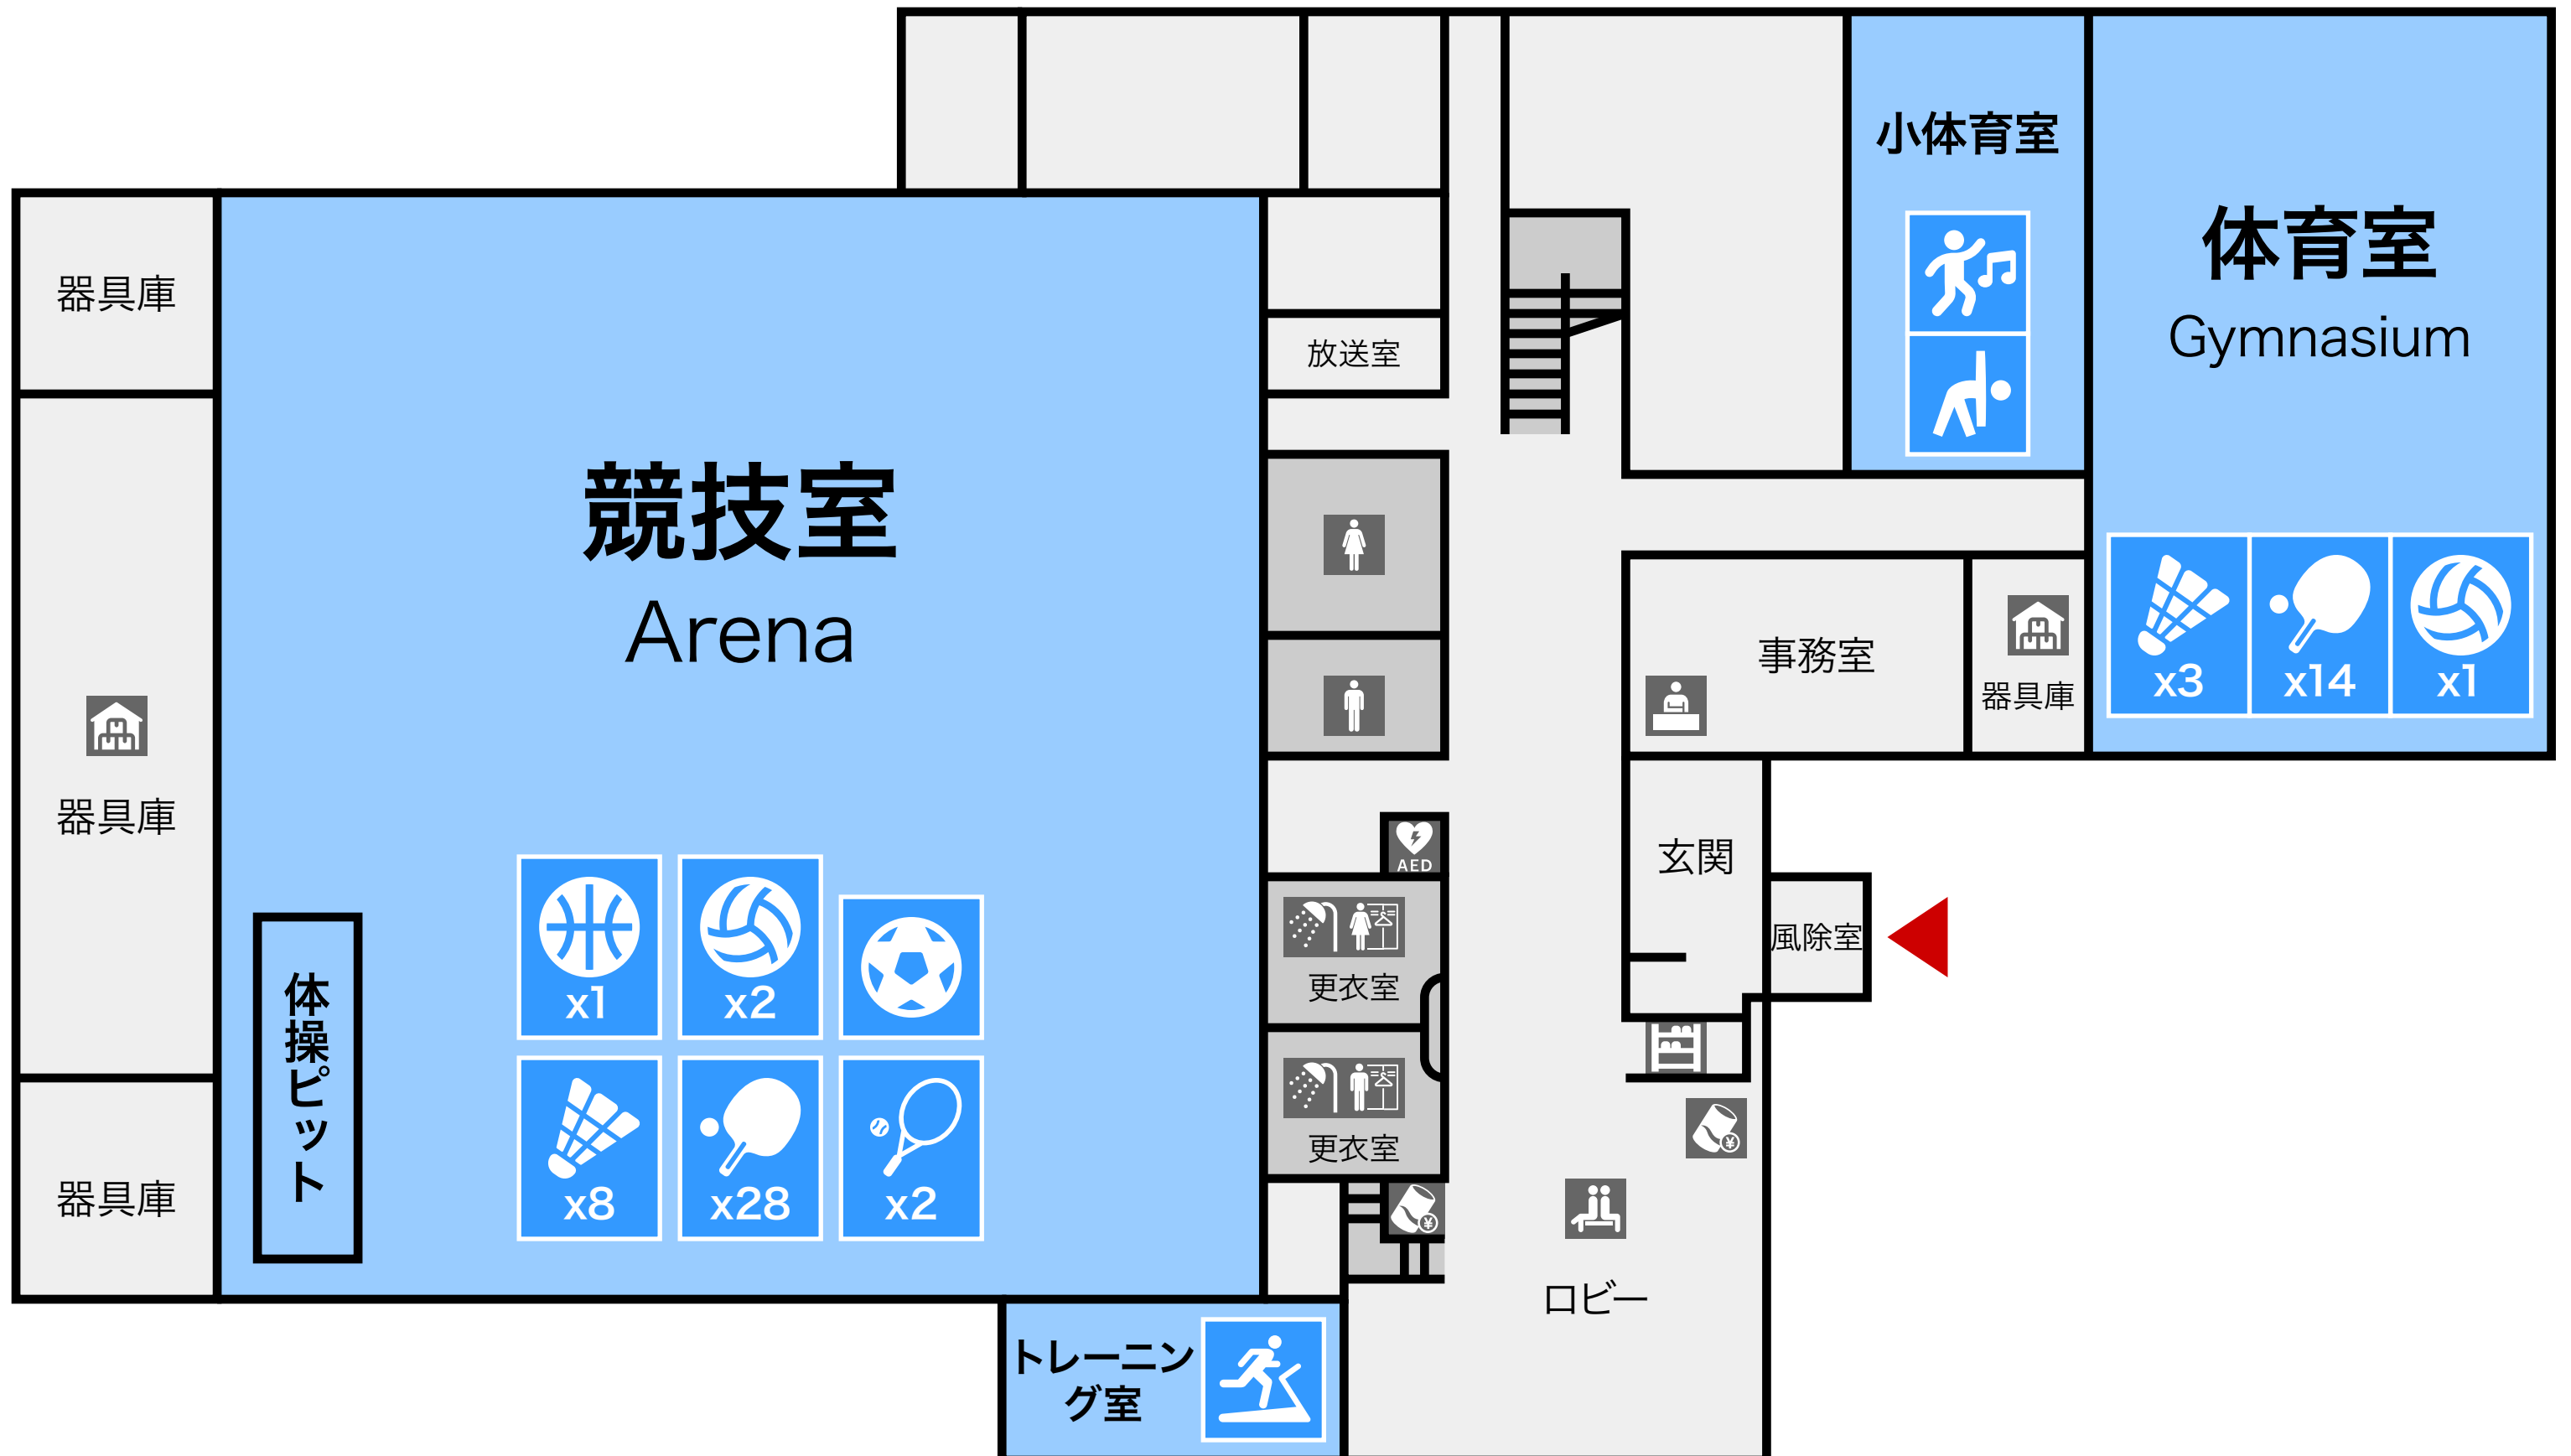 小体育室
体育室
Gymnasium
器具庫
放送室
競技室
Arena
事務室
器具庫
x3
x14
x1
器具庫
玄関
AED
風除室
体操ピット
x1
x2
更衣室
x8
x28
x2
更衣室
¥
¥
器具庫
ロビー
トレーニン
グ室